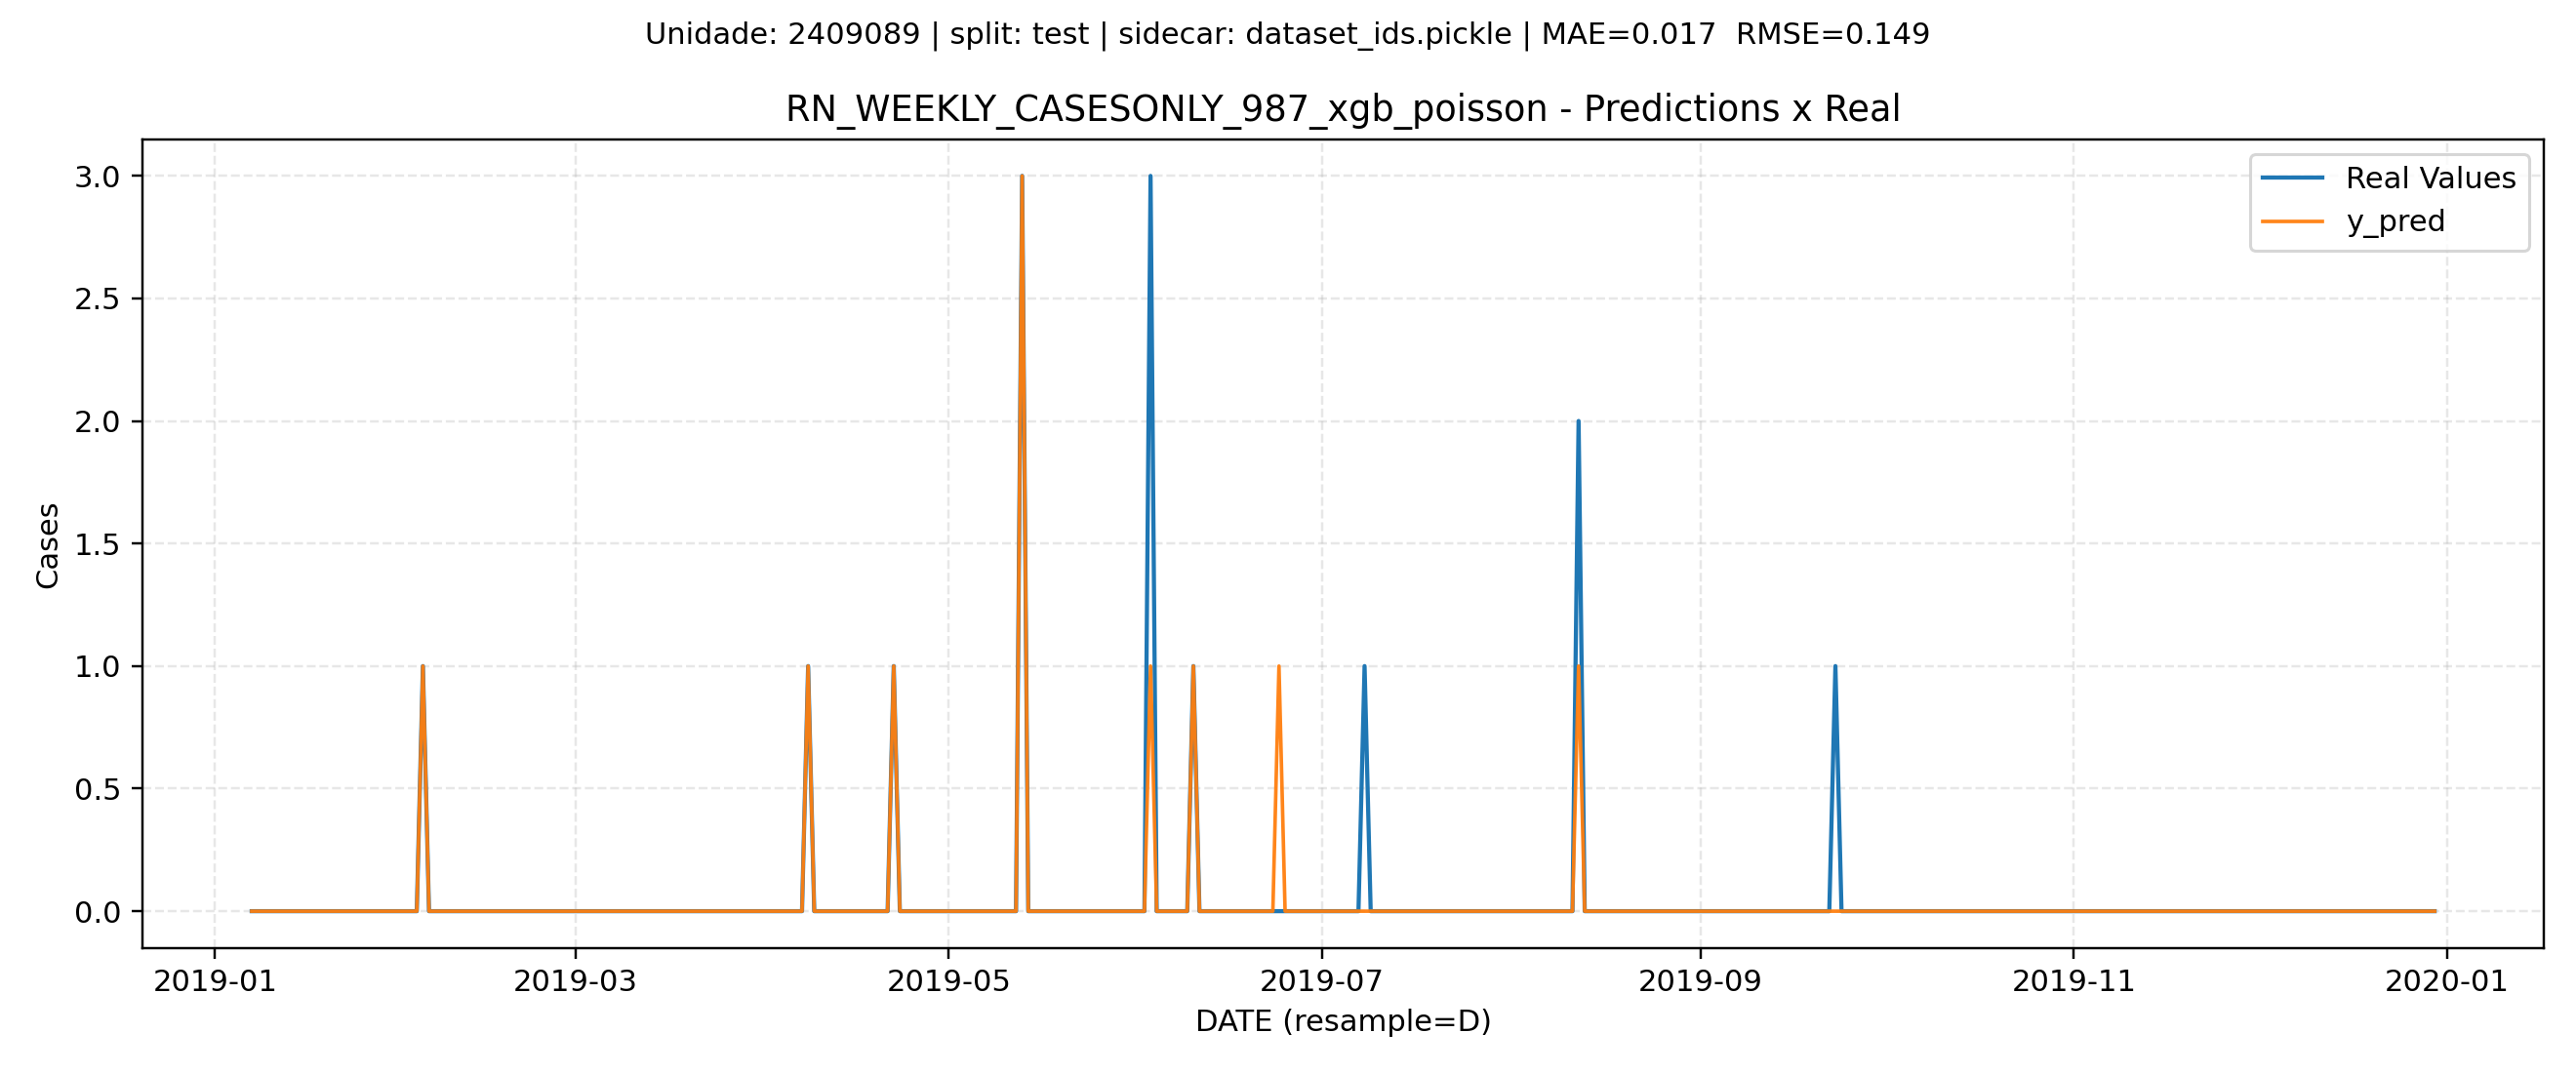 Unidade: 2409089 | split: test | sidecar: dataset_ids.pickle | MAE=0.017  RMSE=0.149
RN_WEEKLY_CASESONLY_987_xgb_poisson - Predictions x Real
Real Values
y_pred
Cases
3.0
2.5
2.0
1.5
1.0
0.5
0.0
2019-01
2019-03
2019-05
2019-07
2019-09
2019-11
2020-01
DATE (resample=D)